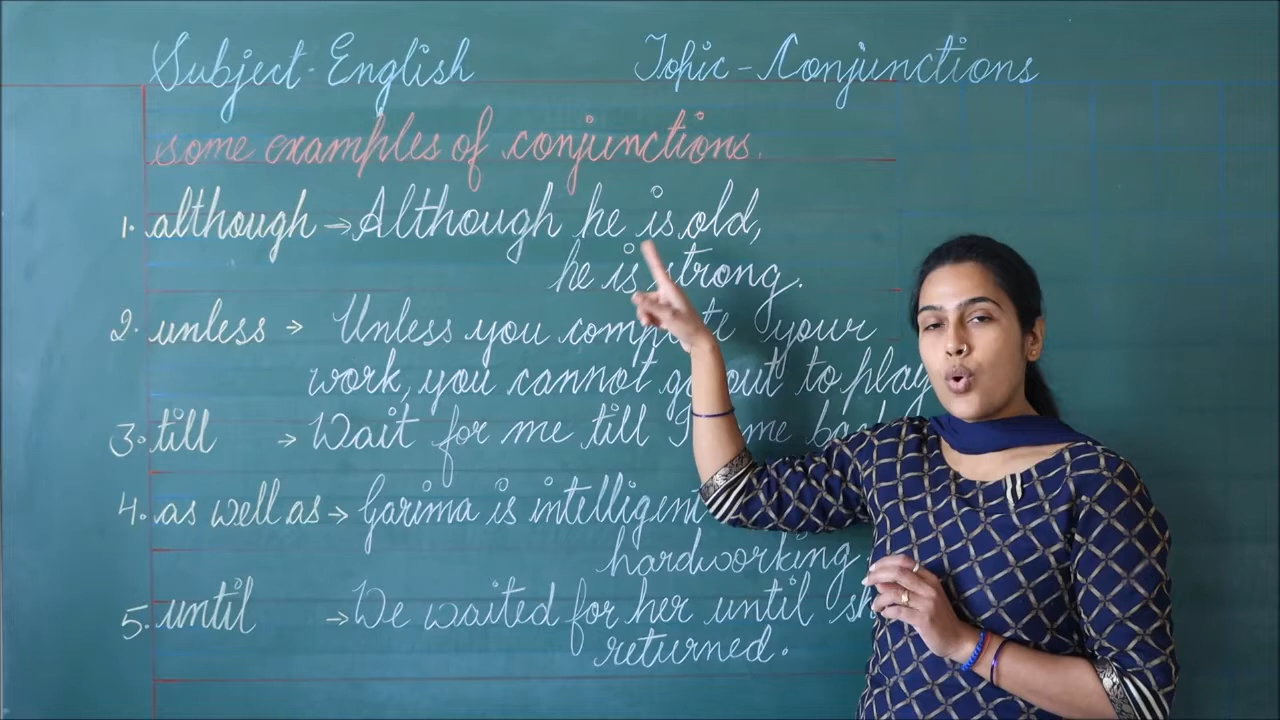 Subject-English Topic-Conjunctions
some examples of conjunctions.
1. although → Although he is old,
he is strong.
2. unless → Unless you complete your
work, you cannot go out to play
3. till → Wait for me till I
4. as well as → Garima is intelligent
hardworking
5. until → We waited for her until
returned.